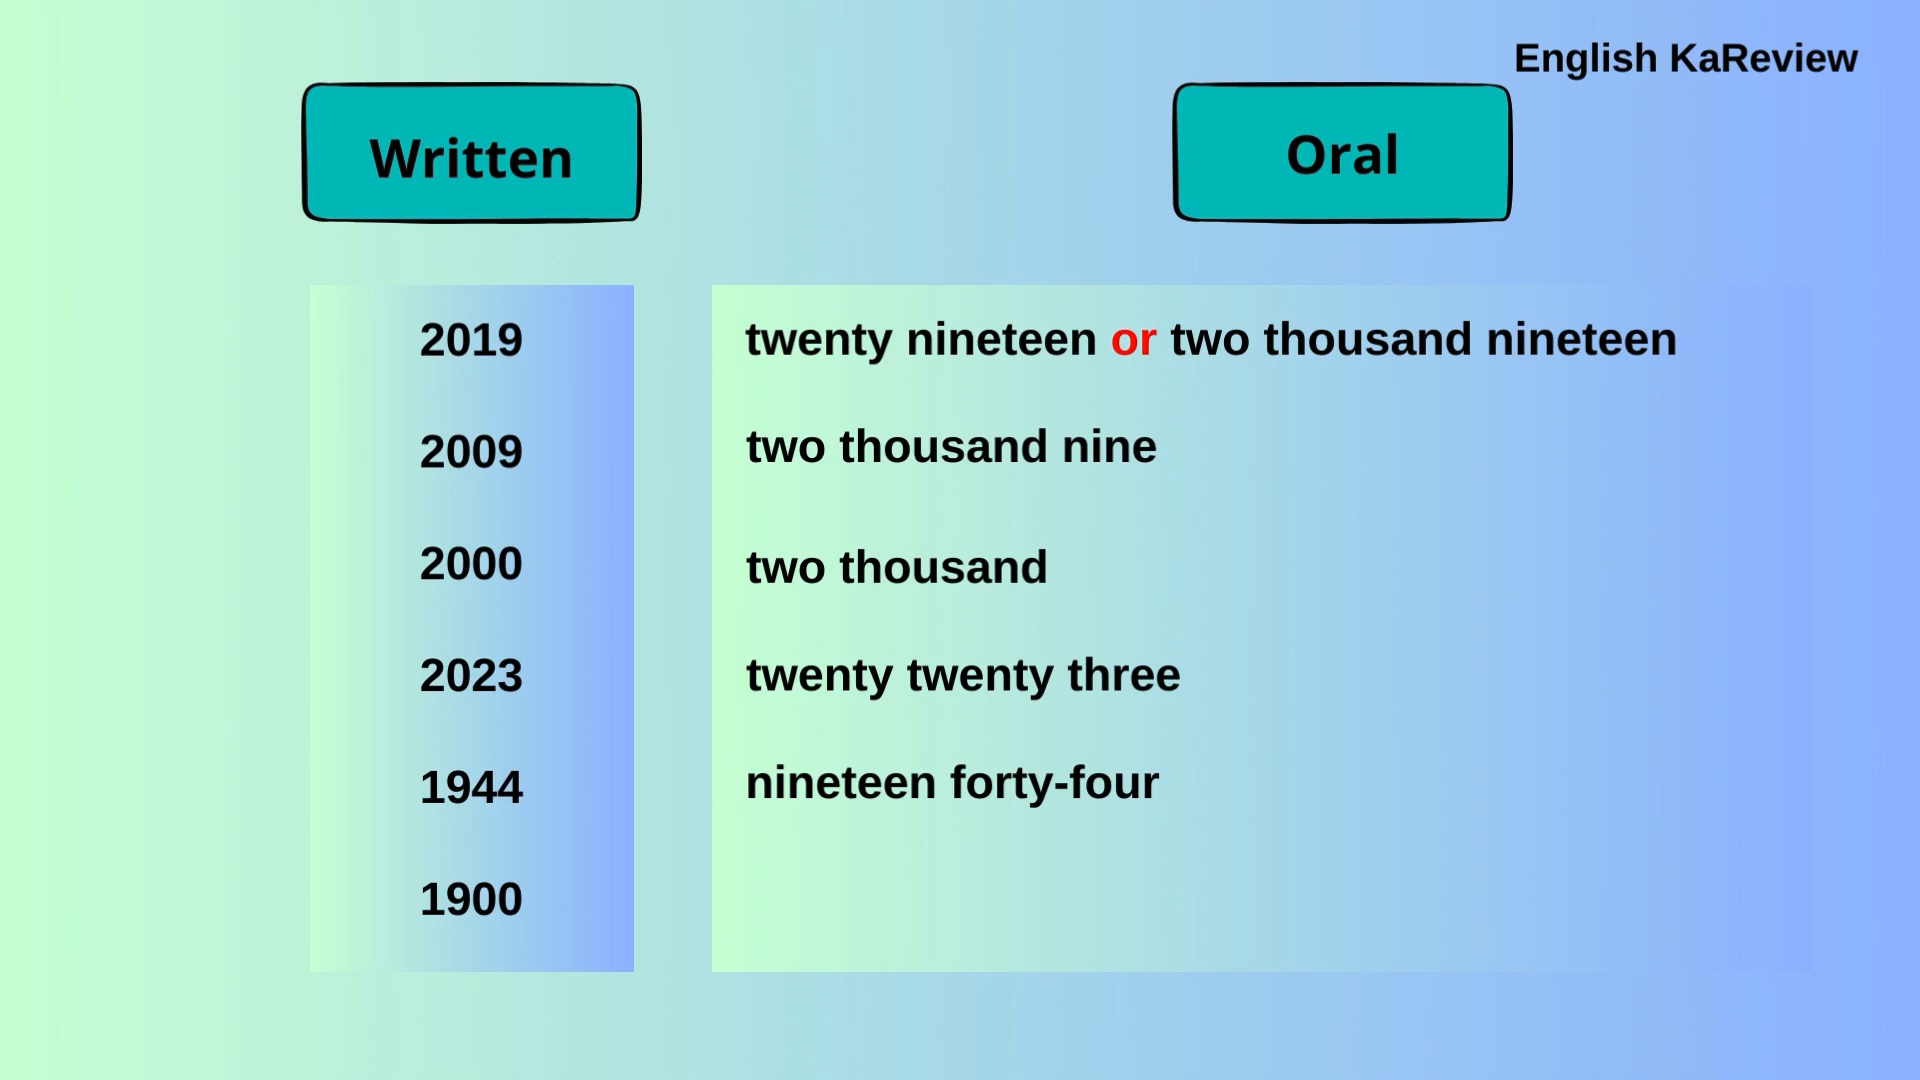 English KaReview
Written
Oral
2019
twenty nineteen or two thousand nineteen
2009
two thousand nine
2000
two thousand
2023
twenty twenty three
1944
nineteen forty-four
1900